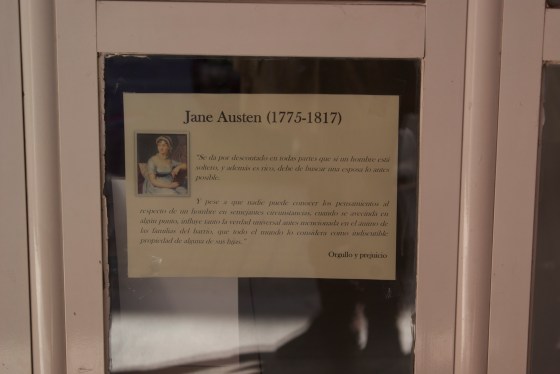 Jane Austen (1775-1817)
"Se da por descontado en todas partes que si un hombre está
soltero, y además es rico, debe de buscar una esposa lo antes
posible.
Y pese a que nadie puede conocer los pensamientos al
respecto de un hombre en semejantes circunstancias, cuando se avecinda en
algún punto, influye tanto la verdad universal antes mencionada en el ánimo de
las familias del barrio, que todo el mundo lo considera como indiscutible
propiedad de alguna de sus hijas."
Orgullo y prejuicio